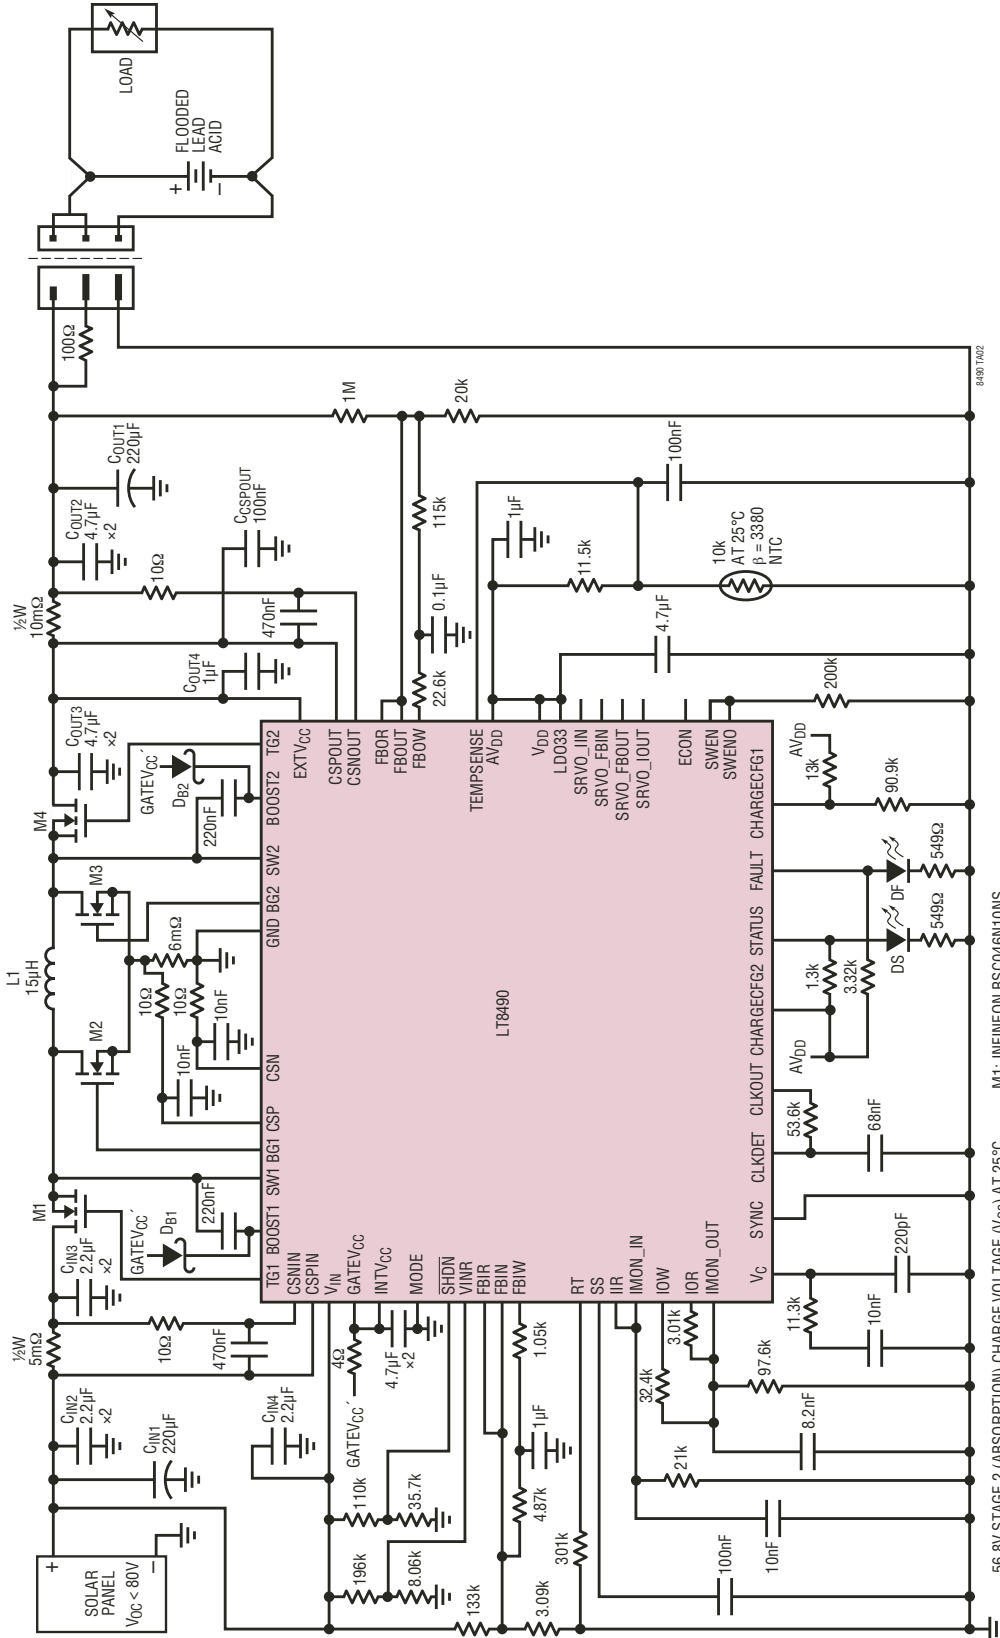 SOLAR
PANEL
VOC < 80V
+
−
CIN1
220µF
CIN2
2.2µF
×2
½W
5mΩ
CIN3
2.2µF
×2
10Ω
470nF
CIN4
2.2µF
M1
GATEVCC´
DB1
220nF
L1
15µH
M2
M3
10nF
10Ω
10Ω
10nF
6mΩ
M4
GATEVCC´
DB2
220nF
COUT3
4.7µF
×2
COUT4
1µF
½W
10mΩ
10Ω
470nF
CCSPOUT
100nF
COUT2
4.7µF
×2
COUT1
220µF
100Ω
LOAD
FLOODED
LEAD
ACID
+
−
TG1
BOOST1
SW1
BG1
CSP
CSN
GND
BG2
SW2
BOOST2
TG2
CSNIN
CSPIN
VIN
GATEVCC
INTVCC
MODE
SHDN
VINR
FBIR
FBIN
FBIW
RT
SS
IIR
IMON_IN
IOW
IOR
IMON_OUT
LT8490
EXTVCC
CSPOUT
CSNOUT
FBOR
FBOUT
FBOW
TEMPSENSE
AVDD
VDD
LDO33
SRVO_IIN
SRVO_FBIN
SRVO_FBOUT
SRVO_IOUT
ECON
SWEN
SWENO
VC
SYNC
CLKDET
CLKOUT
CHARGECFG2
STATUS
FAULT
CHARGECFG1
GATEVCC´
4Ω
4.7µF
×2
110k
35.7k
196k
8.06k
133k
3.09k
1.05k
1µF
4.87k
301k
100nF
10nF
21k
32.4k
3.01k
97.6k
8.2nF
11.3k
10nF
220pF
53.6k
68nF
AVDD
1.3k
3.32k
DS
549Ω
DF
549Ω
AVDD
13k
90.9k
1M
20k
22.6k
0.1µF
115k
1µF
11.5k
100nF
10k
AT 25°C
β = 3380
NTC
4.7µF
200k
8490 TA02
56.8V STAGE 2 (ABSORPTION) CHARGE VOLTAGE (VS2) AT 25°C
M1: INFINEON BSC046N10NS